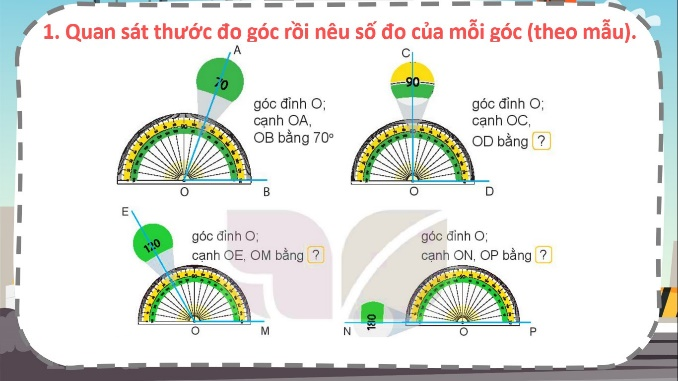 1. Quan sát thước đo góc rồi nêu số đo của mỗi góc (theo mẫu).
A
70
góc đỉnh O;
cạnh OA,
OB bằng 70º
O
B
C
90
góc đỉnh O;
cạnh OC,
OD bằng ?
O
D
E
120
góc đỉnh O;
cạnh OE, OM bằng ?
O
M
góc đỉnh O;
cạnh ON, OP bằng ?
180
N
O
P